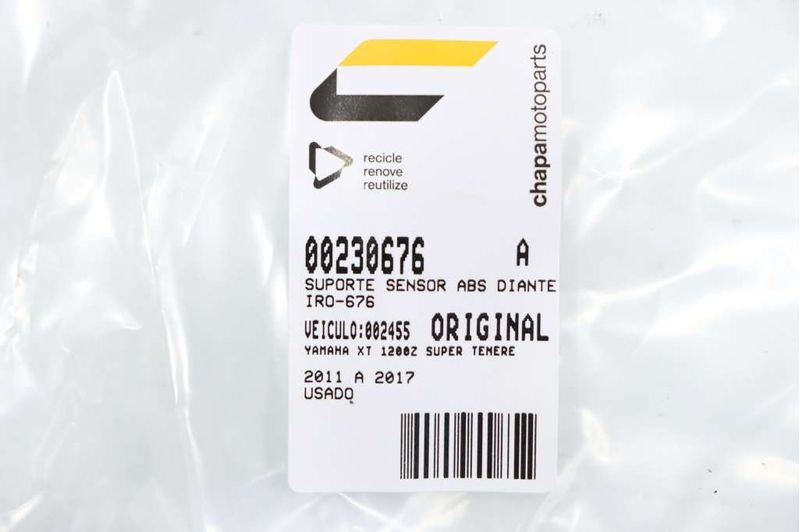 chapamotoparts
recicle
renove
reutilize
00230676 A
SUPORTE SENSOR ABS DIANTE
IRO-676
VEICULO:002455 ORIGINAL
YAMAHA XT 1200Z SUPER TENERE
2011 A 2017
USADO